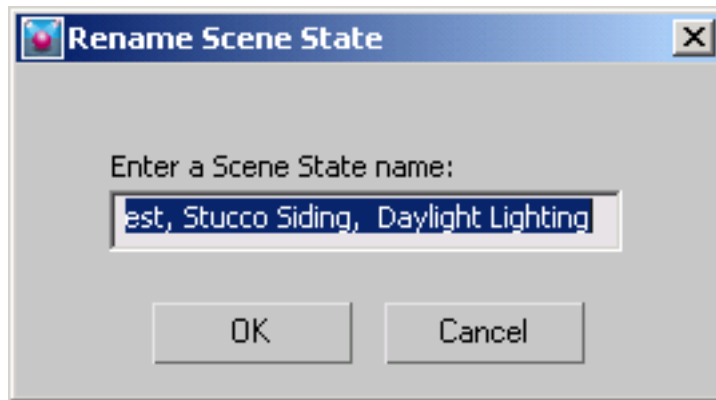 Rename Scene State
Enter a Scene State name:
est, Stucco Siding,  Daylight Lighting
OK
Cancel